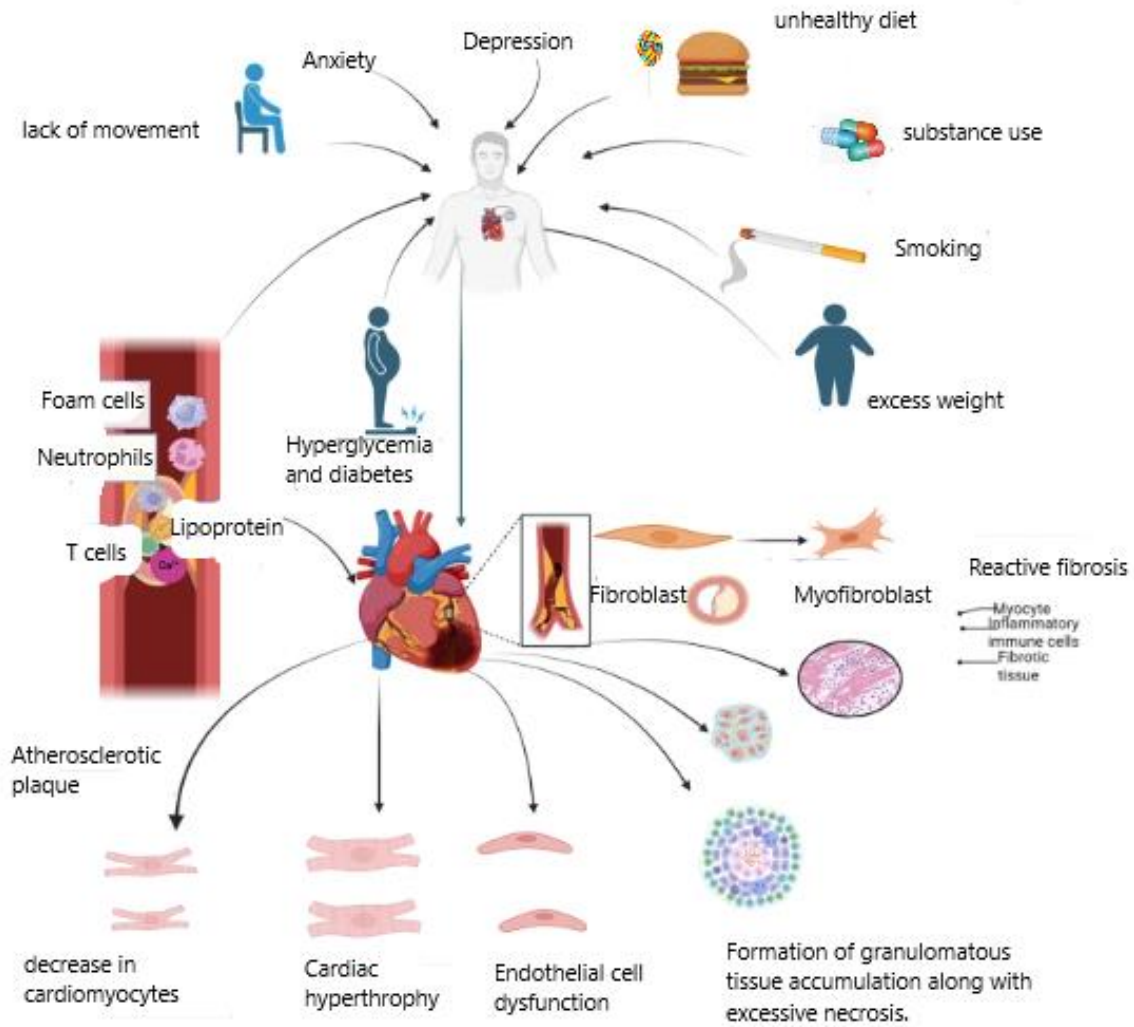 unhealthy diet
Depression
Anxiety
lack of movement
substance use
Smoking
excess weight
Foam cells
Neutrophils
Lipoprotein
T cells
Hyperglycemia
and diabetes
Ca²⁺
Fibroblast
Myofibroblast
Reactive fibrosis
Myocyte
Inflammatory
immune cells
Fibrotic
tissue
Atherosclerotic
plaque
decrease in
cardiomyocytes
Cardiac
hyperthrophy
Endothelial cell
dysfunction
Formation of granulomatous
tissue accumulation along with
excessive necrosis.